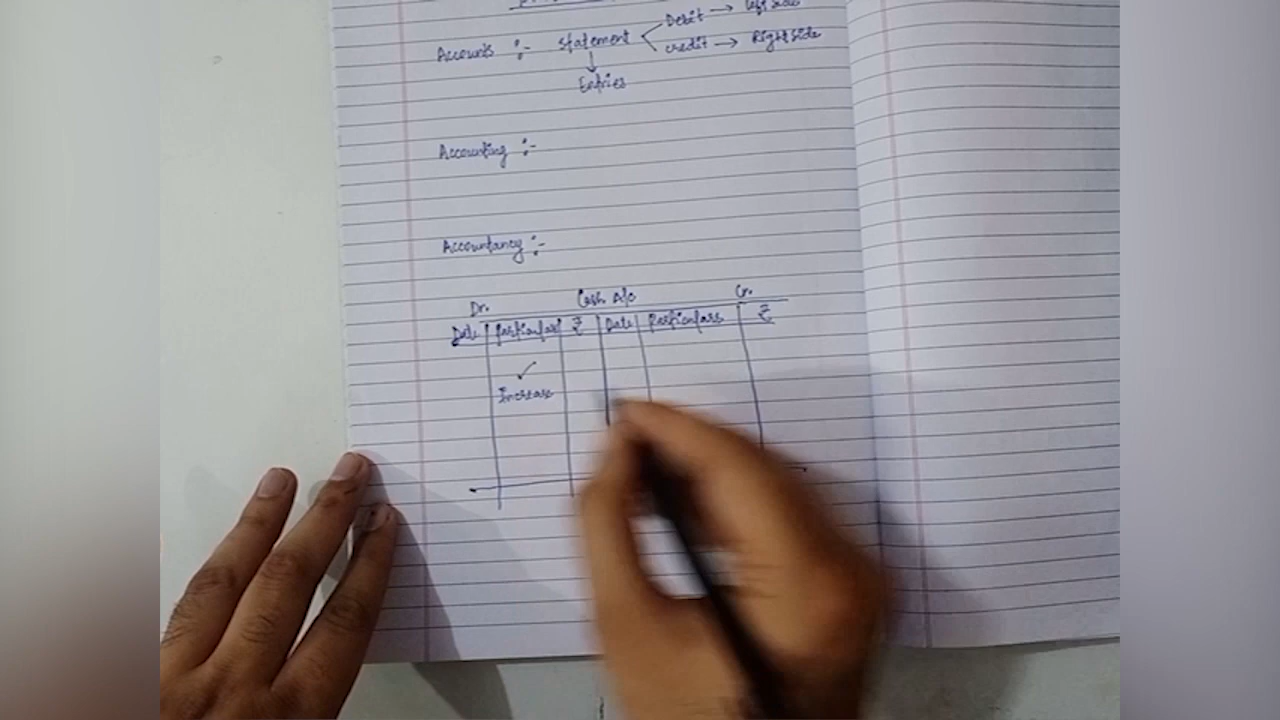 Debit → left side
Accounts :- Statement
credit → Right side
↓
Entries
Accounting :-
Accountancy :-
Dr. Cash A/c Cr.
Date Particulars ₹ Date Particulars ₹
✓
Increase